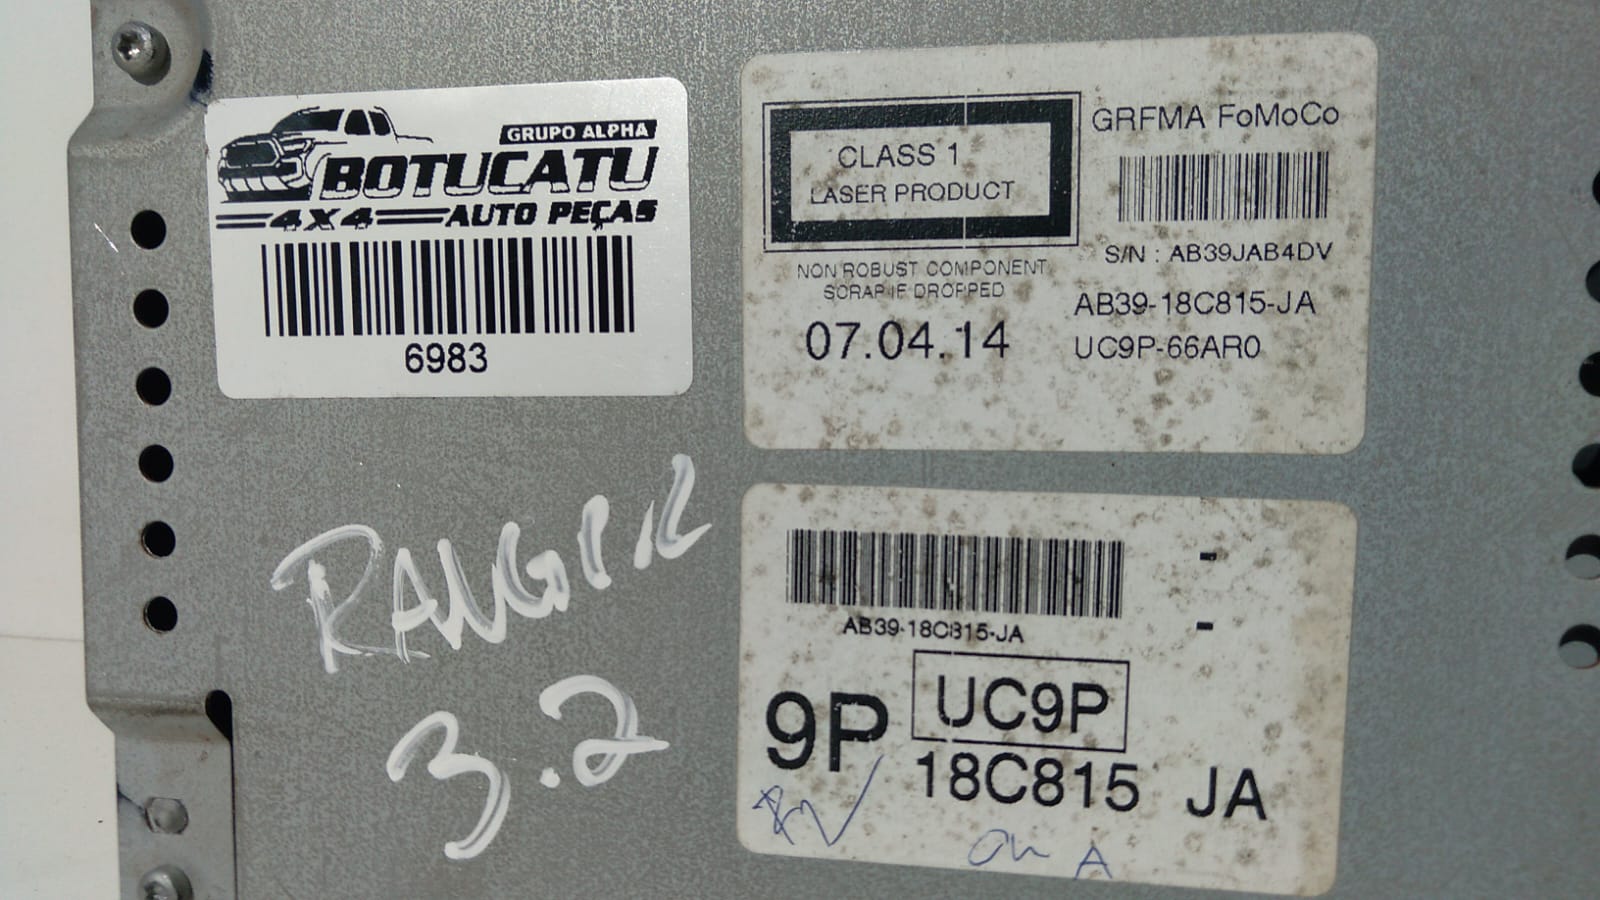 GRUPO ALPHA
BOTUCATU
4X4 AUTO PEÇAS
6983
CLASS 1
LASER PRODUCT
NON ROBUST COMPONENT
SCRAP IF DROPPED
07.04.14
GRFMA FoMoCo
S/N : AB39JAB4DV
AB39-18C815-JA
UC9P-66AR0
RANGER
3.2
AB39-18C815-JA
-
-
9P
UC9P
18C815 JA
A